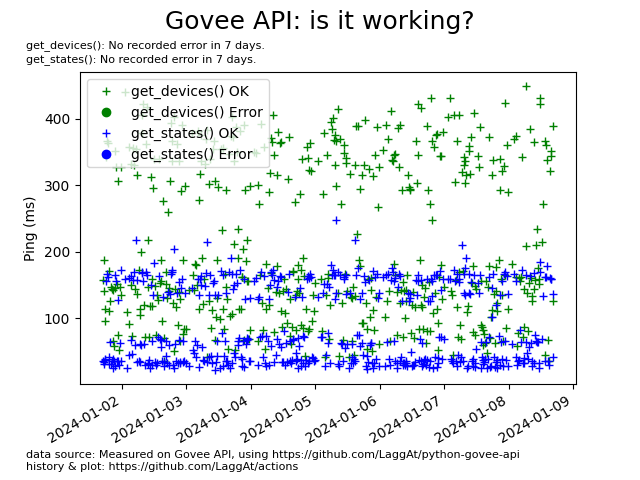 Govee API: is it working?
get_devices(): No recorded error in 7 days.
get_states(): No recorded error in 7 days.
get_devices() OK
get_devices() Error
get_states() OK
get_states() Error
400
300
200
100
Ping (ms)
2024-01-02
2024-01-03
2024-01-04
2024-01-05
2024-01-06
2024-01-07
2024-01-08
2024-01-09
data source: Measured on Govee API, using https://github.com/LaggAt/python-govee-api
history & plot: https://github.com/LaggAt/actions